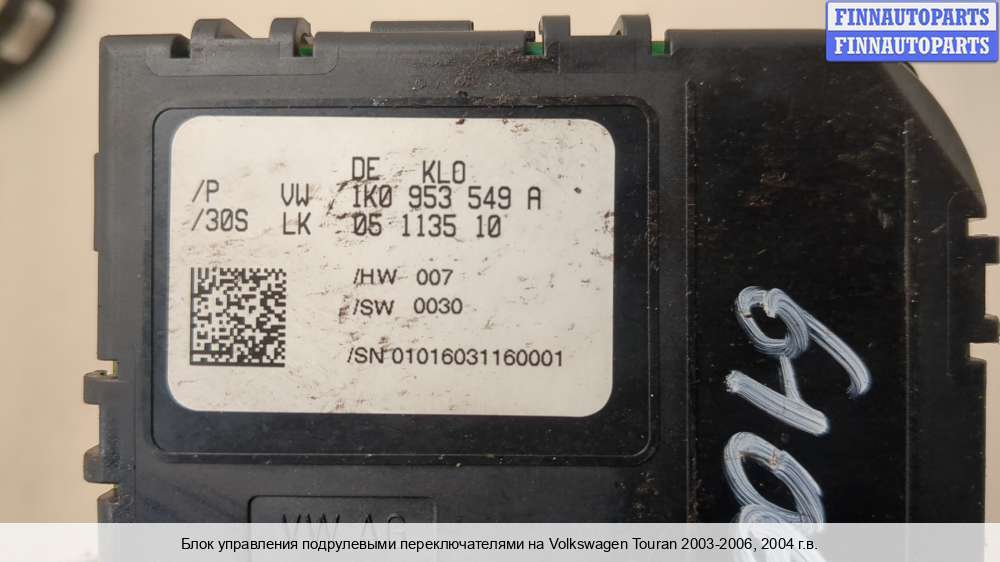 FINNAUTOPARTS
FINNAUTOPARTS
DE KLO
/P VW 1K0 953 549 A
/30S LK 05 1135 10
/HW 007
/SW 0030
/SN 01016031160001
VW AG
Блок управления подрулевыми переключателями на Volkswagen Touran 2003-2006, 2004 г.в.